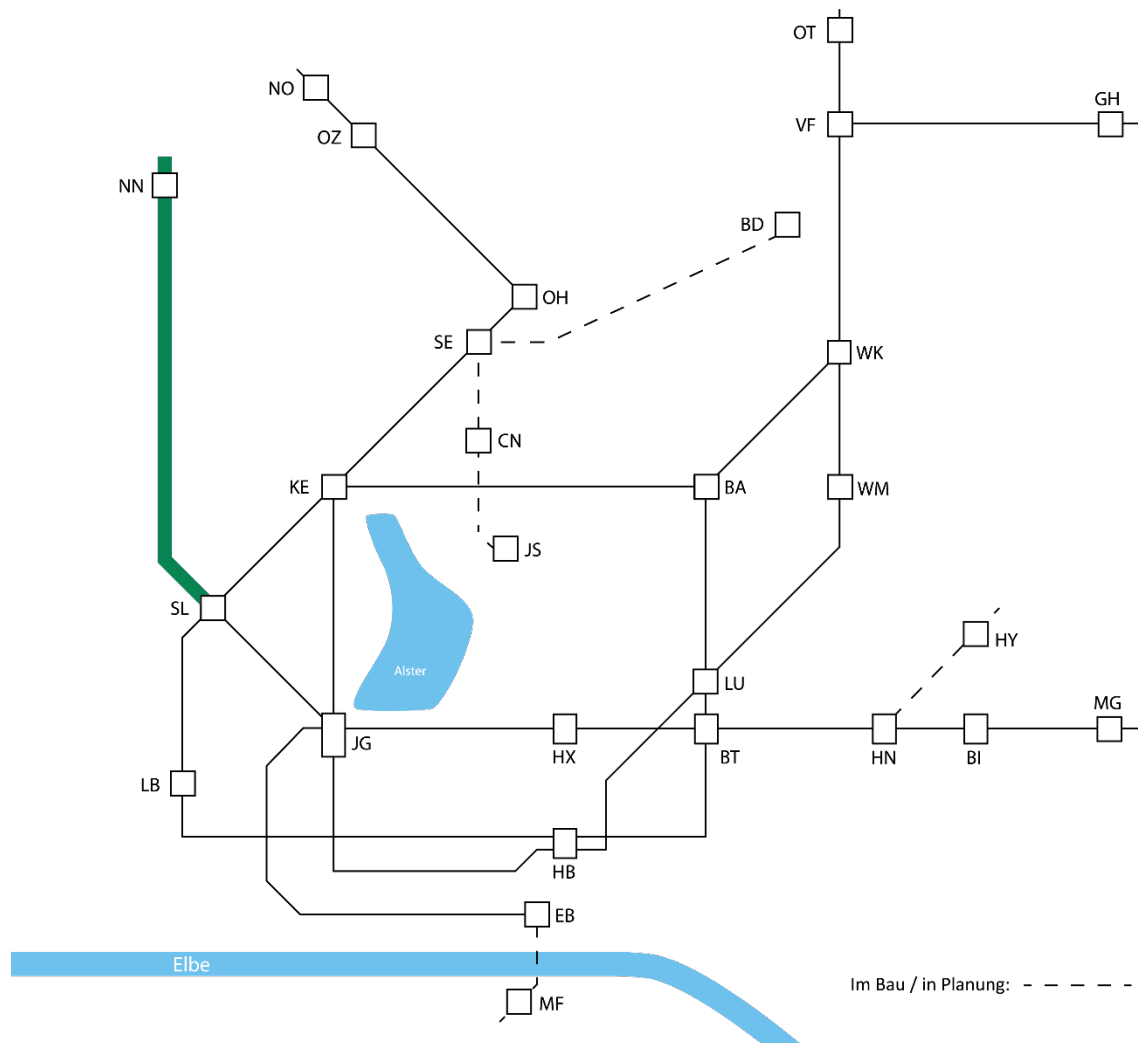 OT
NO
GH
VF
OZ
NN
BD
OH
SE
WK
CN
KE
BA
WM
JS
SL
HY
Alster
LU
MG
JG
HX
BT
HN
BI
LB
HB
EB
Elbe
Im Bau / in Planung:
MF